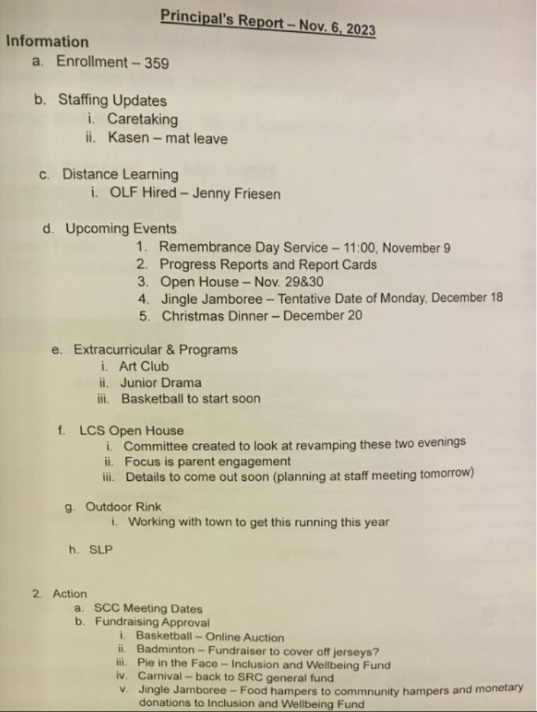 Principal's Report – Nov. 6, 2023
Information
a. Enrollment – 359
b. Staffing Updates
i. Caretaking
ii. Kasen – mat leave
c. Distance Learning
i. OLF Hired – Jenny Friesen
d. Upcoming Events
1. Remembrance Day Service – 11:00, November 9
2. Progress Reports and Report Cards
3. Open House – Nov. 29&30
4. Jingle Jamboree – Tentative Date of Monday, December 18
5. Christmas Dinner – December 20
e. Extracurricular & Programs
i. Art Club
ii. Junior Drama
iii. Basketball to start soon
f. LCS Open House
i. Committee created to look at revamping these two evenings
ii. Focus is parent engagement
iii. Details to come out soon (planning at staff meeting tomorrow)
g. Outdoor Rink
i. Working with town to get this running this year
h. SLP
2. Action
a. SCC Meeting Dates
b. Fundraising Approval
i. Basketball – Online Auction
ii. Badminton – Fundraiser to cover off jerseys?
iii. Pie in the Face – Inclusion and Wellbeing Fund
iv. Carnival – back to SRC general fund
v. Jingle Jamboree – Food hampers to commnunity hampers and monetary
donations to Inclusion and Wellbeing Fund